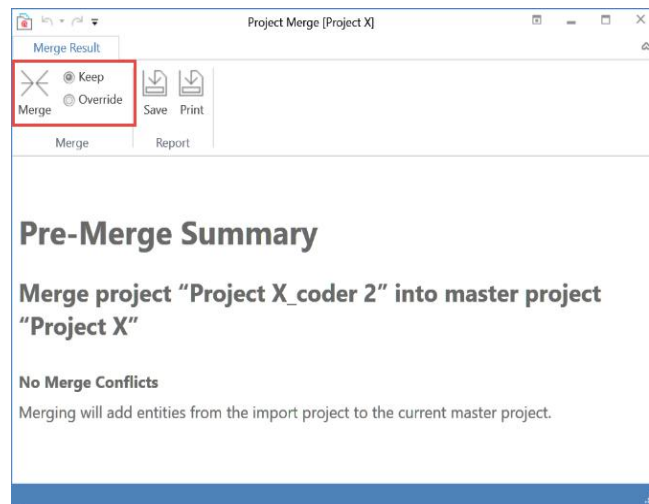 Project Merge [Project X]
Merge Result
Keep
Override
Merge
Save Print
Merge
Report
Pre-Merge Summary
Merge project “Project X_coder 2” into master project
“Project X”
No Merge Conflicts
Merging will add entities from the import project to the current master project.